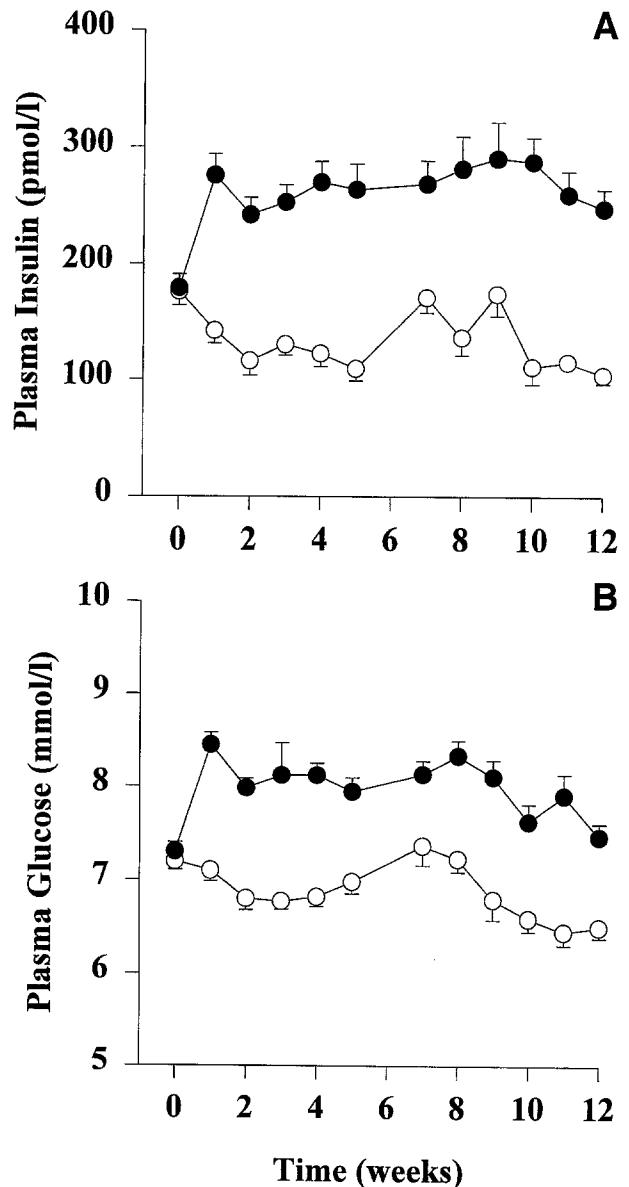 A
Plasma Insulin (pmol/l)
400
300
200
100
0
0 2 4 6 8 10 12
B
Plasma Glucose (mmol/l)
10
9
8
7
6
5
0 2 4 6 8 10 12
Time (weeks)